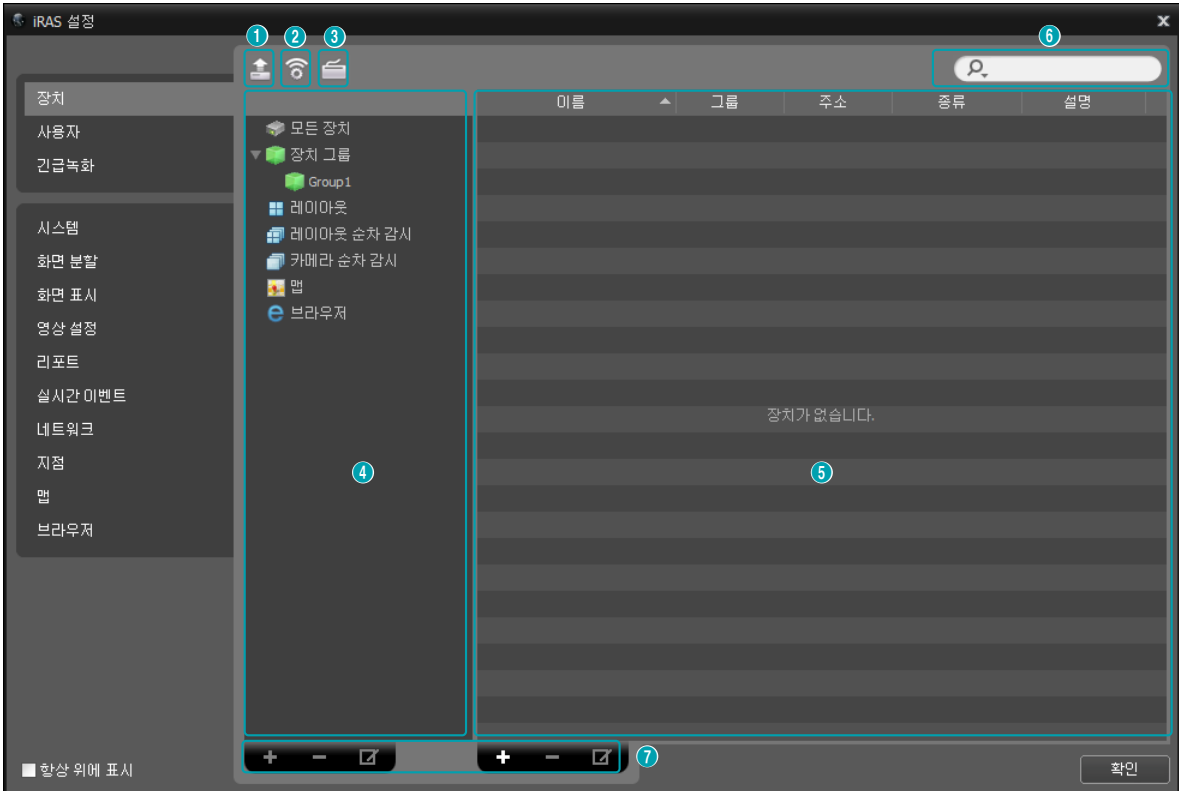 iRAS 설정
x
1 2 3 6
장치
사용자
긴급녹화
시스템
화면 분할
화면 표시
영상 설정
리포트
실시간 이벤트
네트워크
지점
맵
브라우저
모든 장치
장치 그룹
Group1
레이아웃
레이아웃 순차 감시
카메라 순차 감시
맵
브라우저
4
이름 그룹 주소 종류 설명
장치가 없습니다.
5
7
항상 위에 표시
확인